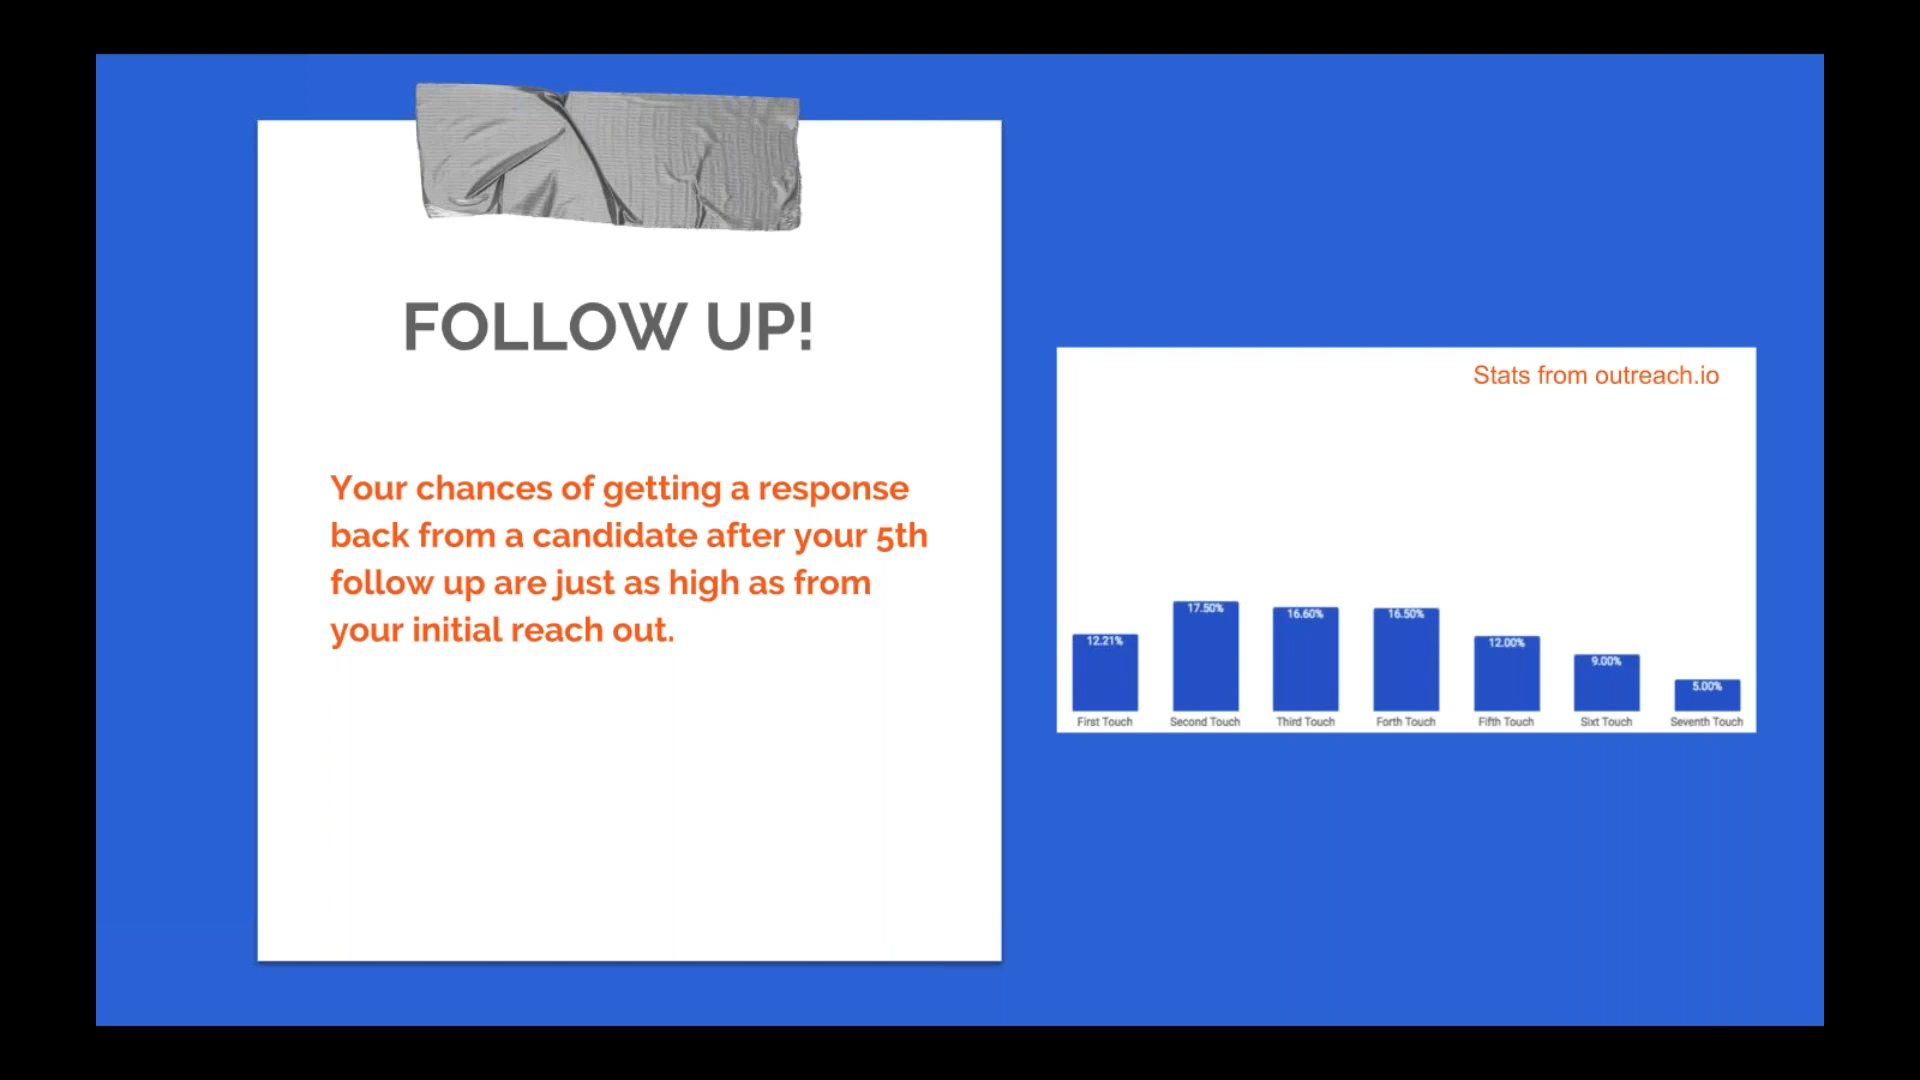 FOLLOW UP!
Your chances of getting a response
back from a candidate after your 5th
follow up are just as high as from
your initial reach out.
Stats from outreach.io
12.21%
17.50%
16.60%
16.50%
12.00%
9.00%
5.00%
First Touch
Second Touch
Third Touch
Forth Touch
Fifth Touch
Sixt Touch
Seventh Touch